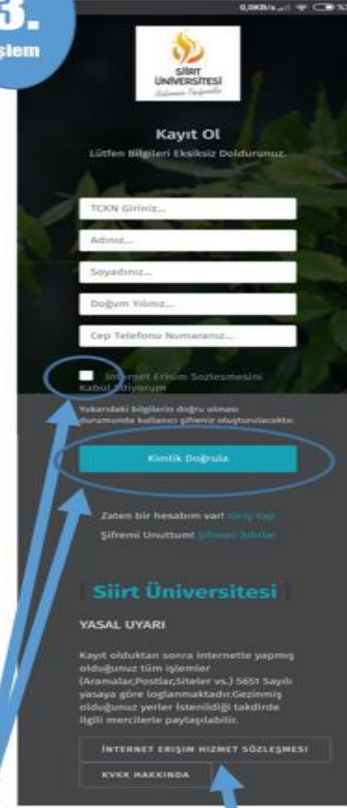 3.
işlem
0,0KB/s
SİİRT
ÜNİVERSİTESİ
Kayıt Ol
Lütfen Bilgileri Eksiksiz Doldurunuz.
TCKN Giriniz...
Adınız...
Soyadınız...
Doğum Yılınız...
Cep Telefonu Numaranız...
İnternet Erişim Sözlesmesini
Kabul Ediyorum
Yukarıdaki bilgilerin doğru olması
durumunda kullanıcı şifreniz oluşturulacaktır.
Kimlik Doğrula
Zaten bir hesabım var! Giriş Yap
Şifremi Unuttum! Şifremi Sıfırla!
[ Siirt Üniversitesi ]
YASAL UYARI
Kayıt olduktan sonra internette yapmış
olduğunuz tüm işlemler
(Aramalar,Postlar,Siteler vs.) 5651 Sayılı
yasaya göre loglanmaktadır.Gezinmiş
olduğunuz yerler İstenildiği takdirde
ilgili mercilerle paylaşılabilir.
İNTERNET ERİŞİM HİZMET SÖZLEŞMESİ
KVKK HAKKINDA